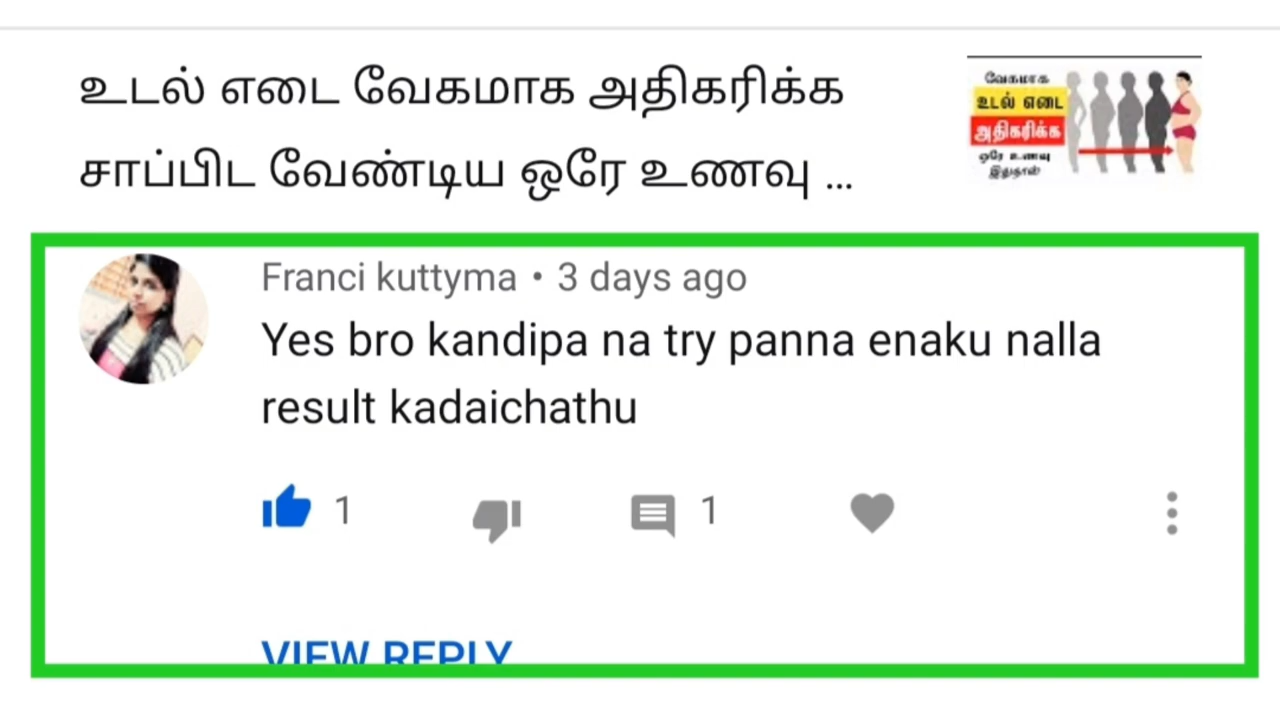 உடல் எடை வேகமாக அதிகரிக்க
சாப்பிட வேண்டிய ஒரே உணவு ...
வேகமாக
உடல் எடை
அதிகரிக்க
ஒரே உணவு
இதுதான்
Franci kuttyma • 3 days ago
Yes bro kandipa na try panna enaku nalla
result kadaichathu
1
1
VIEW REPLY